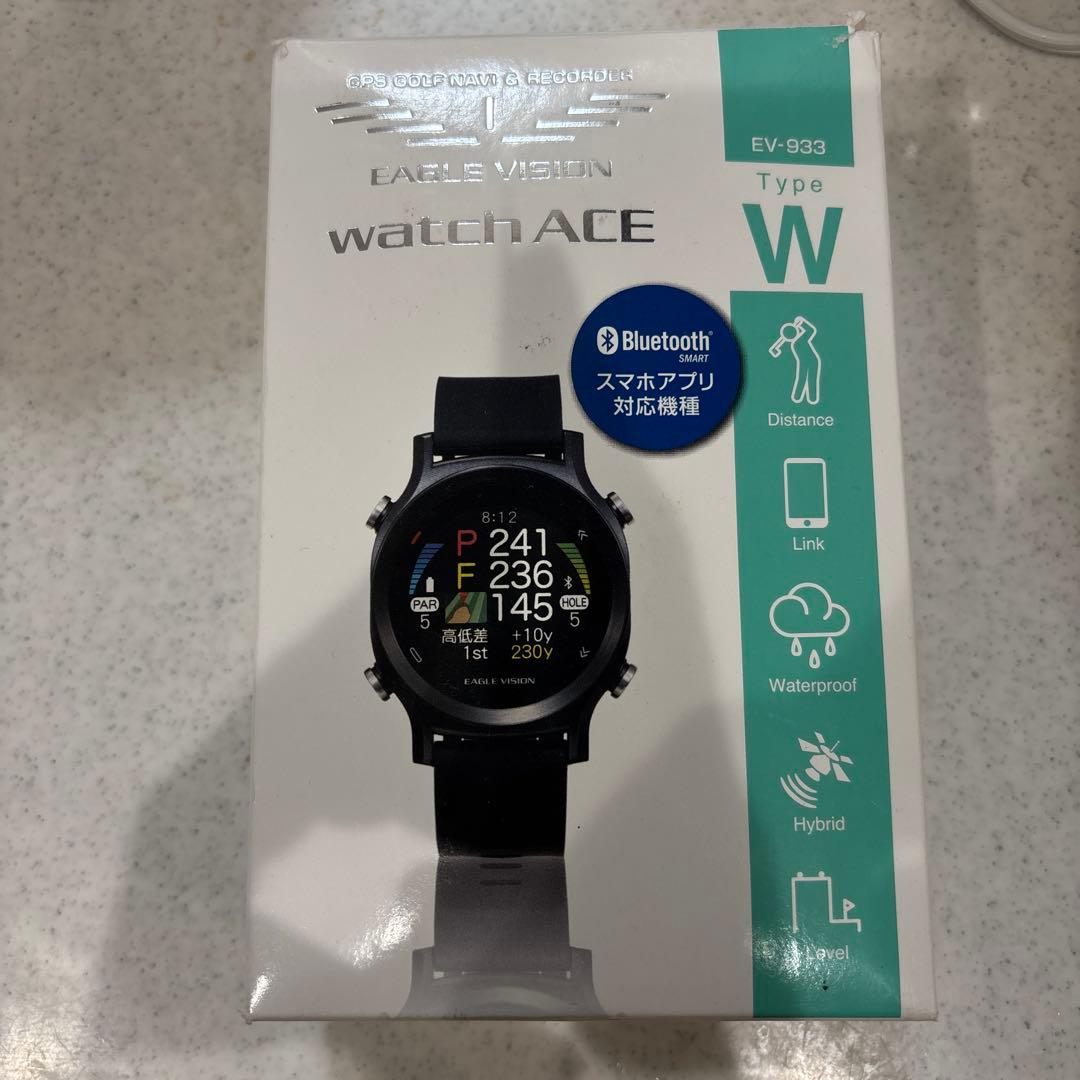 GPS GOLF NAVI & RECORDER
EAGLE VISION
watch ACE
EV-933
Type
W
Bluetooth®
SMART
スマホアプリ
対応機種
Distance
Link
Waterproof
Hybrid
Level
8:12
P 241
F 236
145
PAR
5
HOLE
5
高低差 +10y
1st 230y
EAGLE VISION